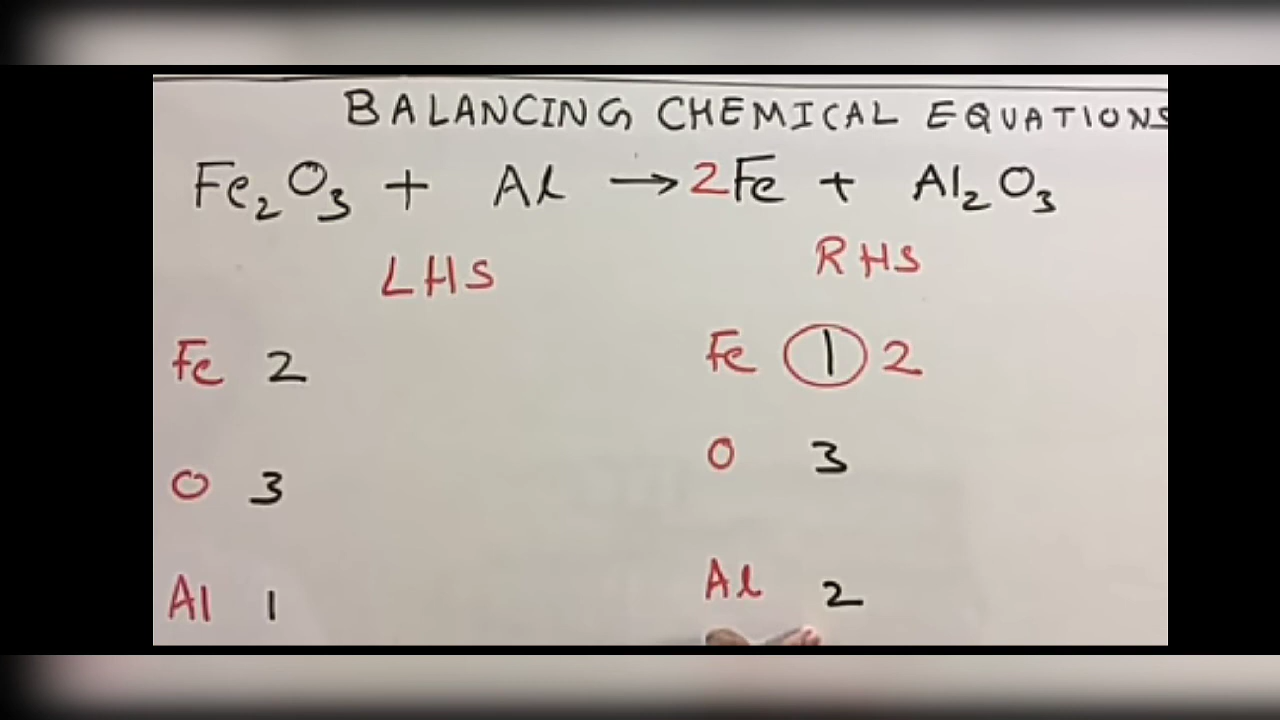 BALANCING CHEMICAL EQUATIONS
Fe₂O₃ + Al → 2Fe + Al₂O₃
LHS RHS
Fe 2 Fe 1 2
O 3 O 3
Al 1 Al 2